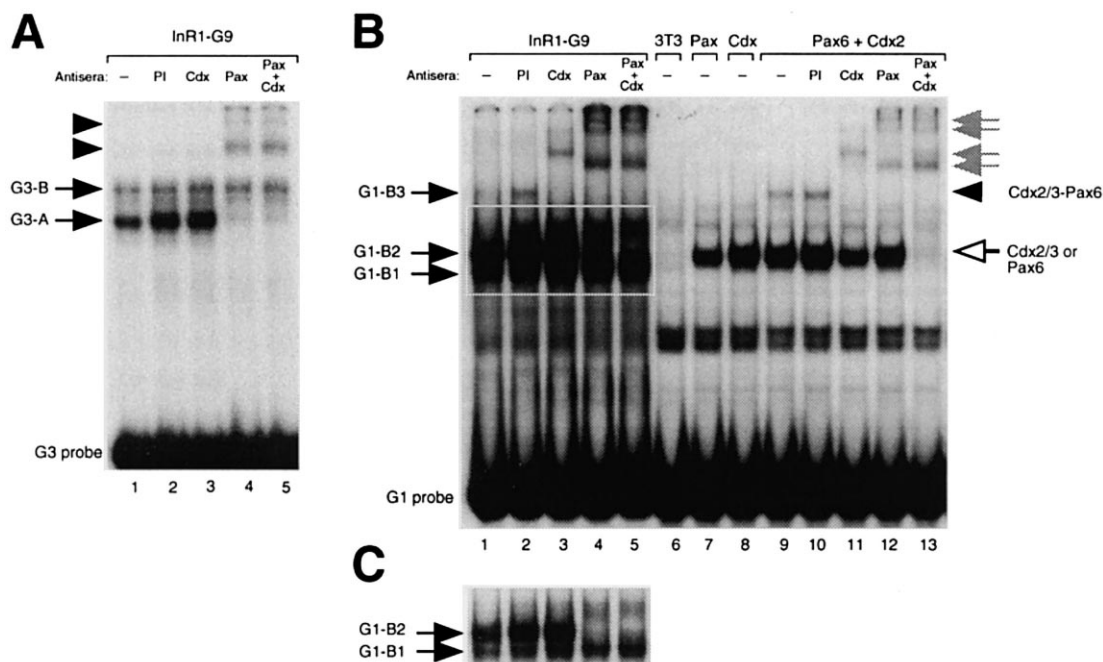 A
InR1-G9
Antisera: – PI Cdx Pax Pax + Cdx
G3-B
G3-A
G3 probe
1 2 3 4 5
B
InR1-G9 3T3 Pax Cdx Pax6 + Cdx2
Antisera: – PI Cdx Pax Pax + Cdx – – – – PI Cdx Pax Pax + Cdx
G1-B3
Cdx2/3-Pax6
G1-B2
Cdx2/3 or
Pax6
G1-B1
G1 probe
1 2 3 4 5 6 7 8 9 10 11 12 13
C
G1-B2
G1-B1